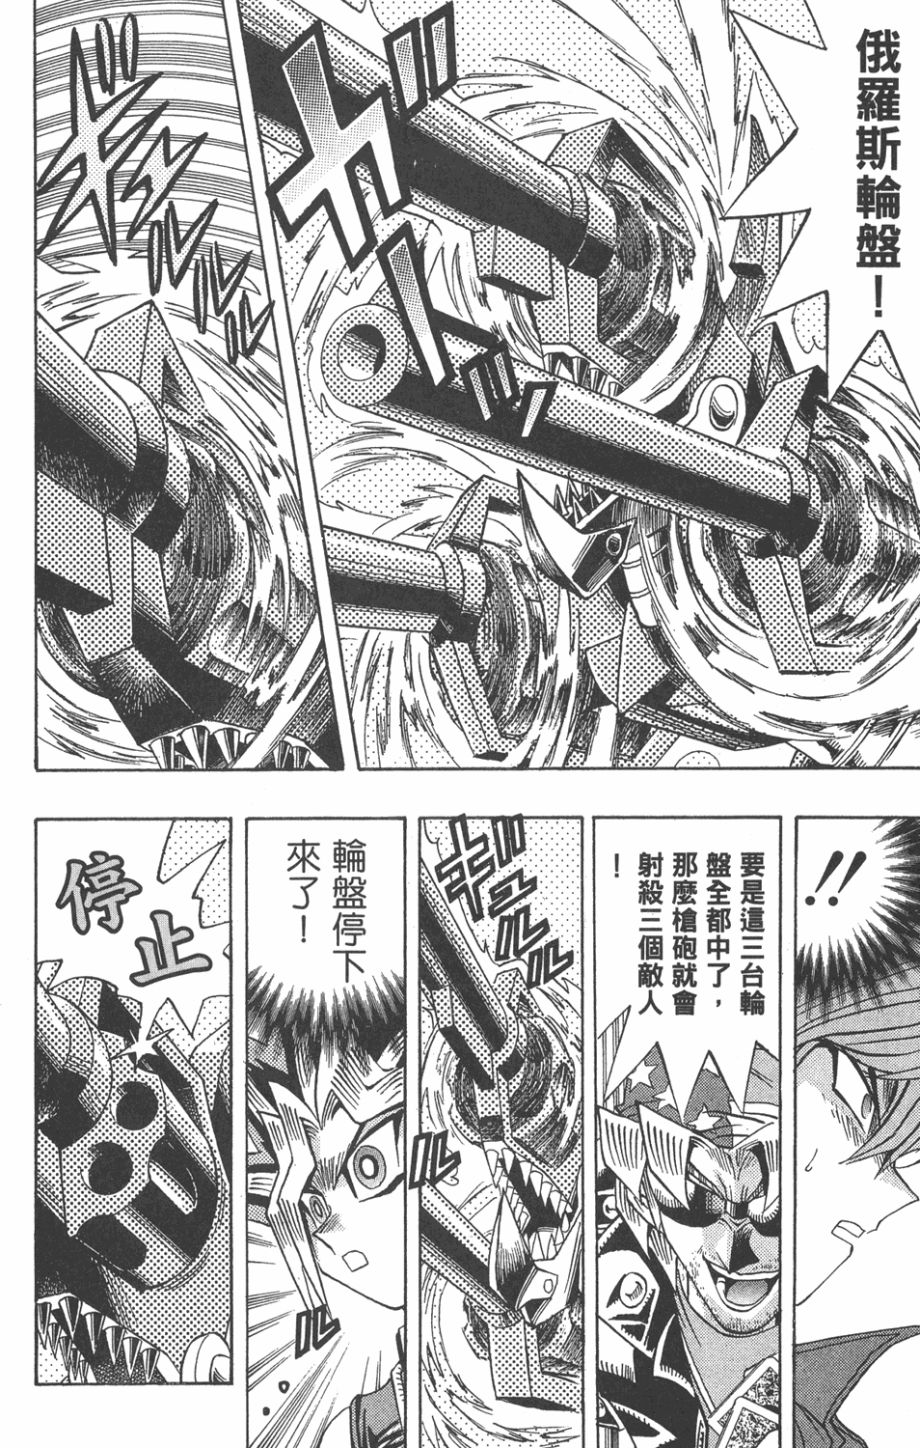 俄羅斯輪盤！
ギュルル
!!
要是這三台輪
盤全都中了，
那麼槍砲就會
射殺三個敵人
！
ギュルル
ルル
輪盤停下
來了！
ルル
停止